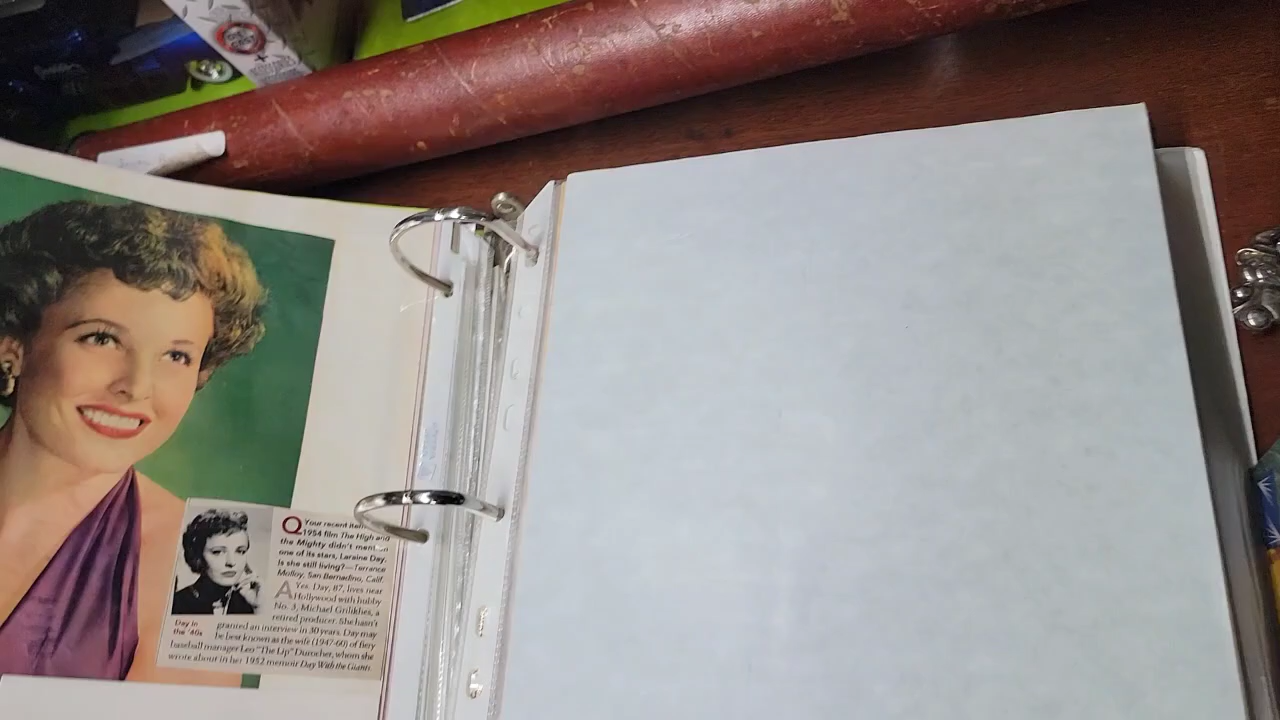 Q Your recent item
1954 film The High and
the Mighty didn't mention
one of its stars, Laraine Day.
Is she still living?—Terrance
Molloy, San Bernadino, Calif.
A Yes. Day, 87, lives near
Hollywood with hubby
No. 3, Michael Grilikhes, a
retired producer. She hasn't
granted an interview in 30 years. Day may
be best known as the wife (1947-60) of fiery
baseball manager Leo "The Lip" Durocher, whom she
wrote about in her 1952 memoir Day With the Giants.
Day in
the '40s